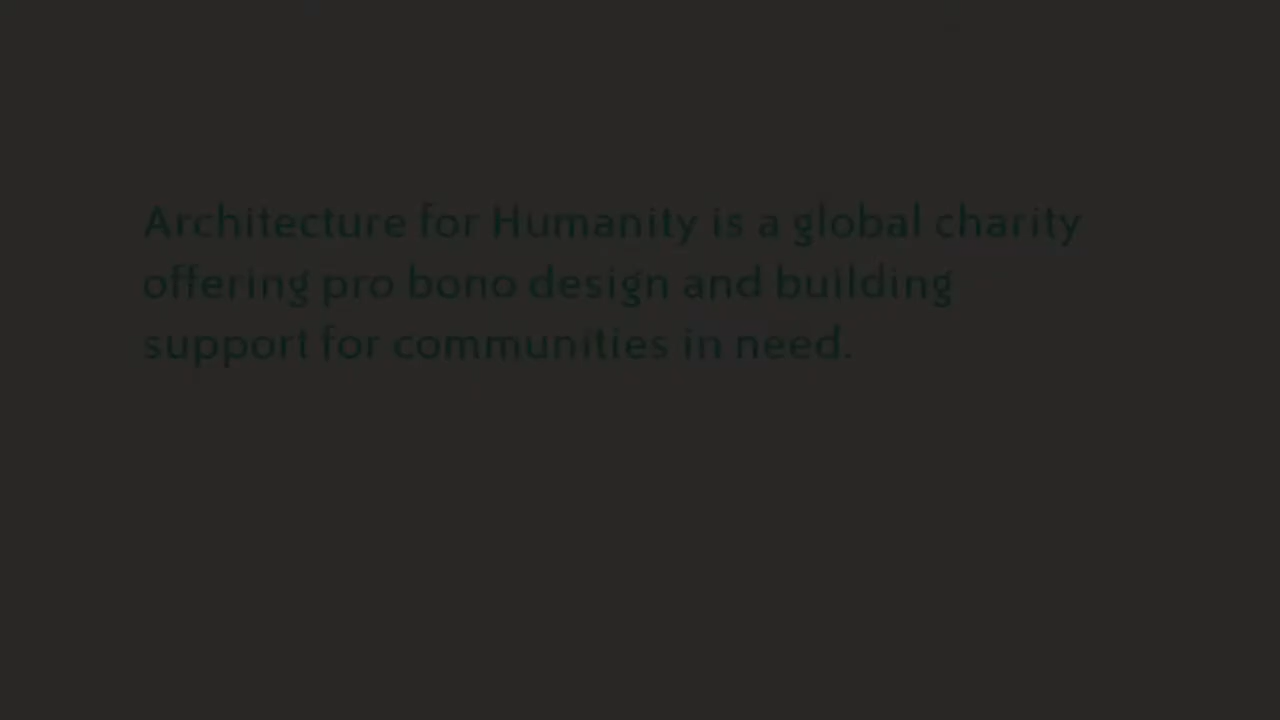 Architecture for Humanity is a global charity
offering pro bono design and building
support for communities in need.